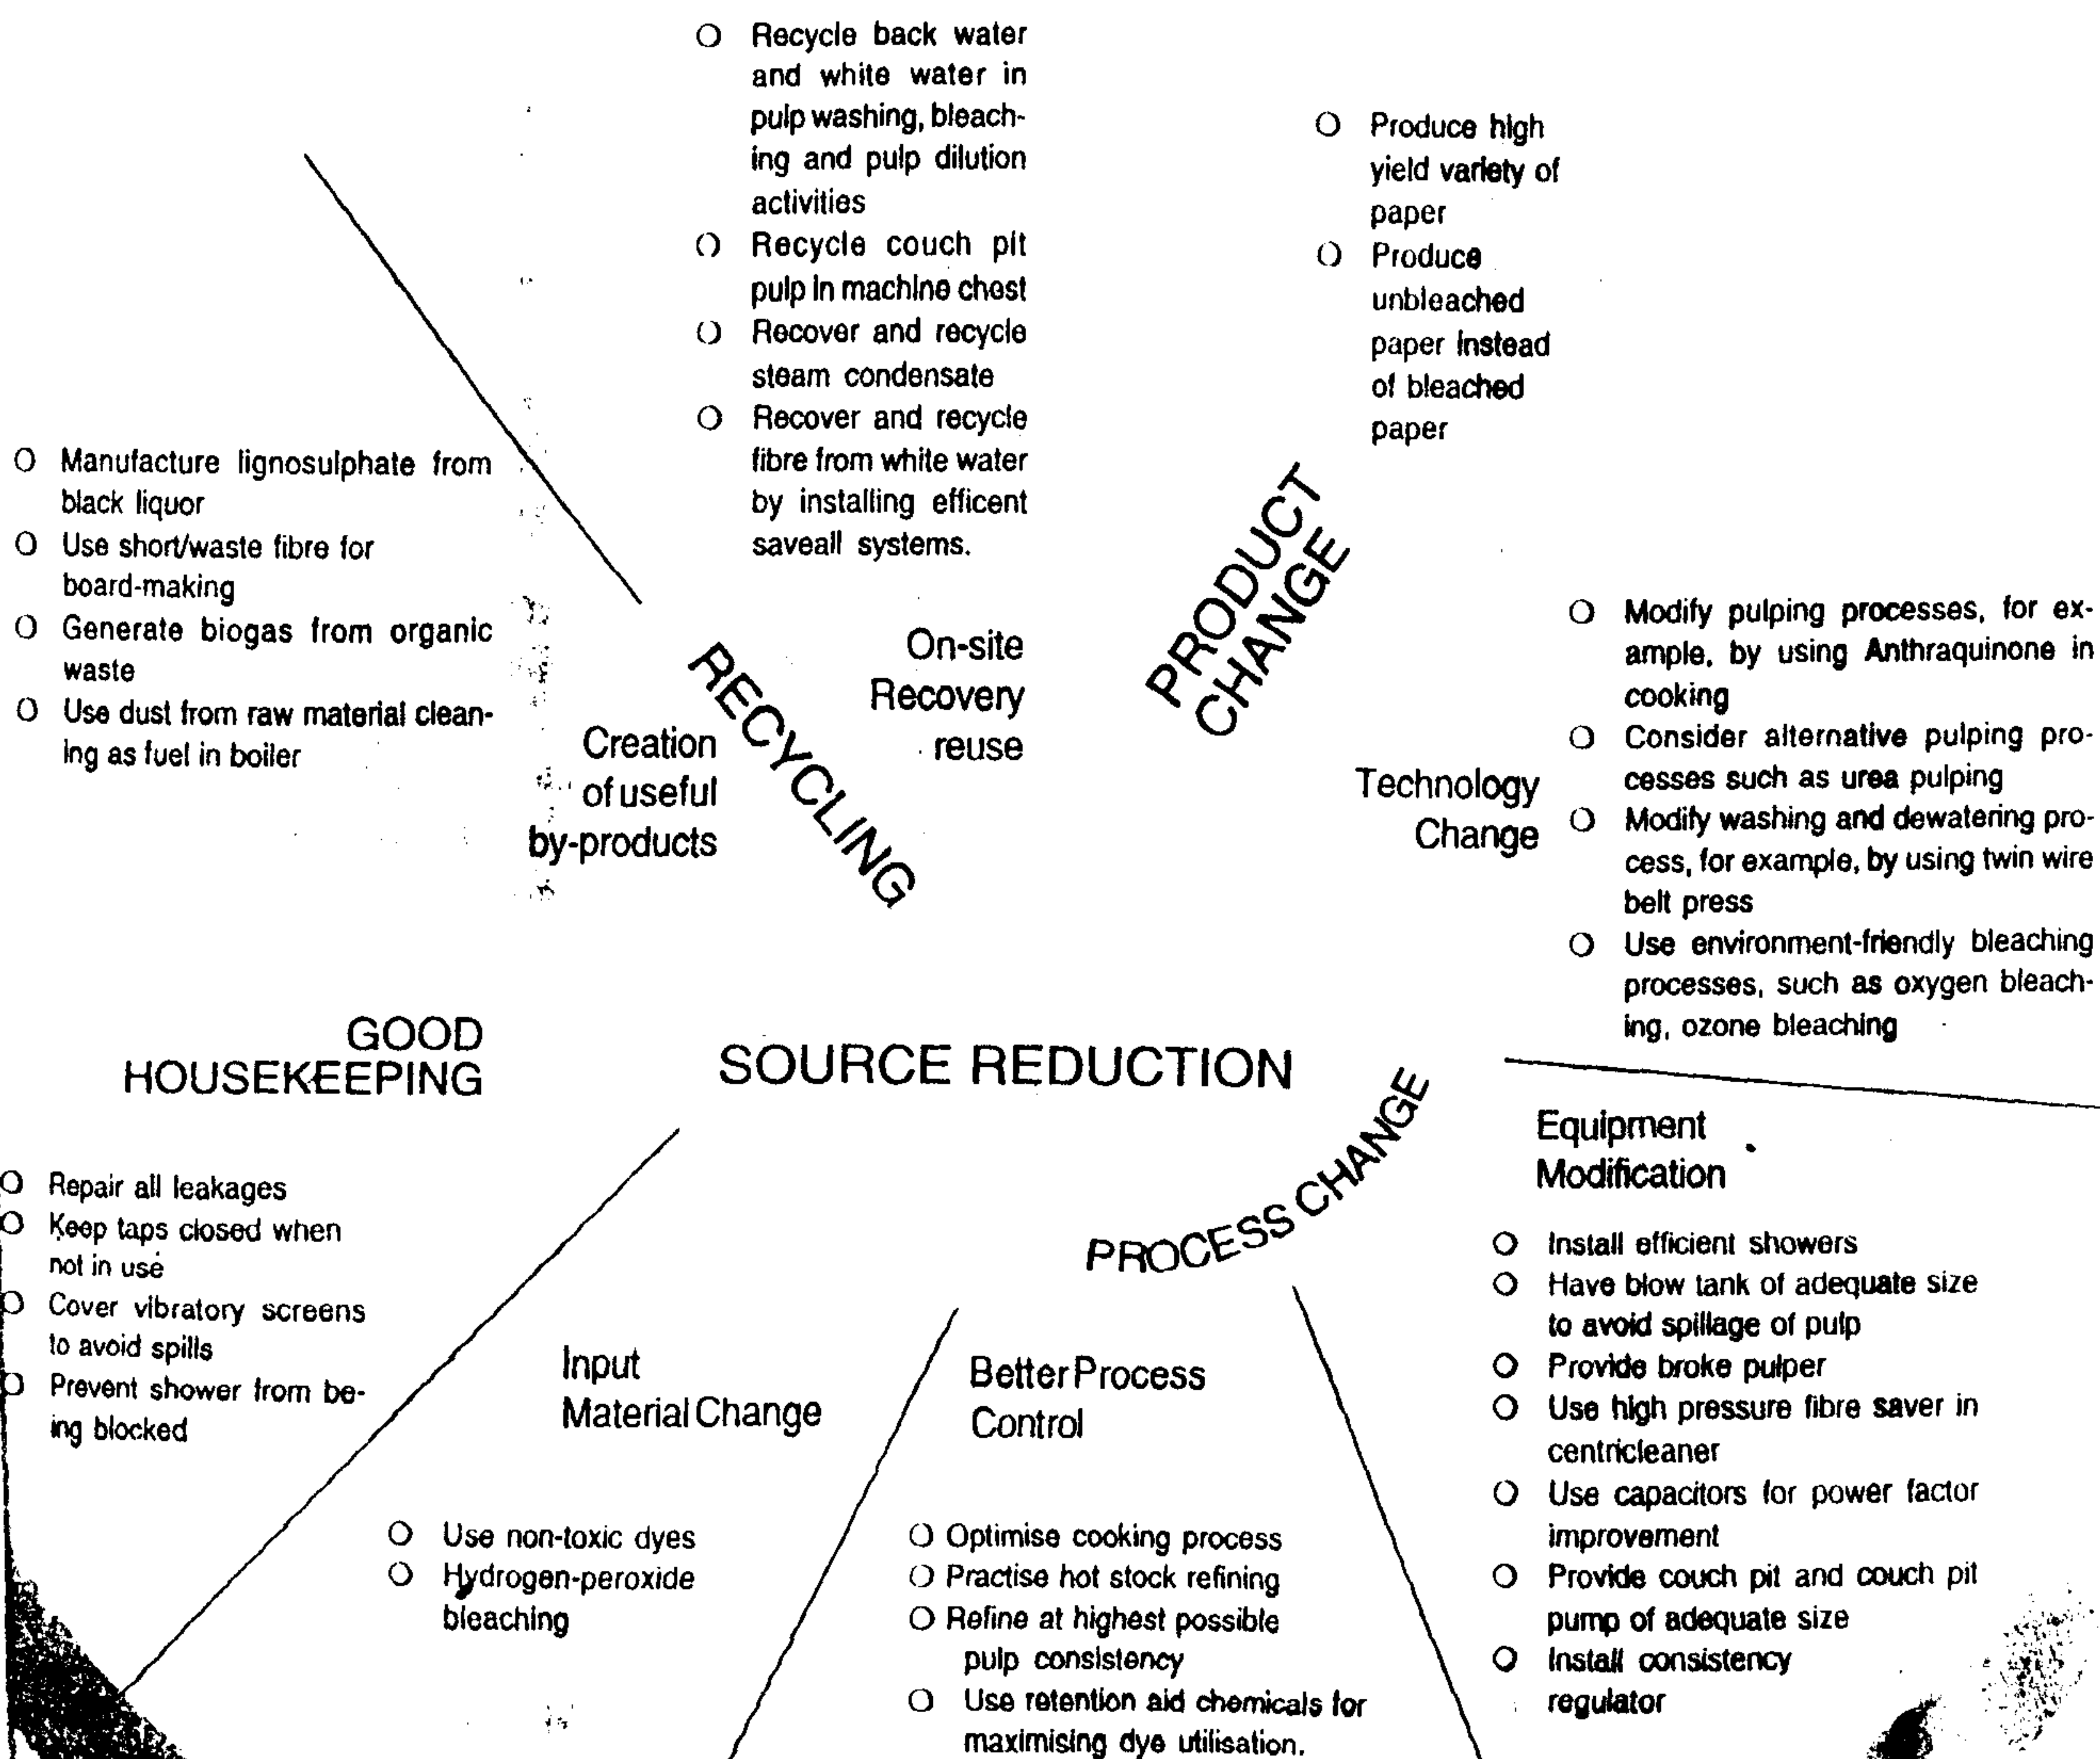 O Recycle back water
and white water in
pulp washing, bleach-
ing and pulp dilution
activities
O Recycle couch pit
pulp in machine chest
O Recover and recycle
steam condensate
O Recover and recycle
fibre from white water
by installing efficent
saveall systems.
On-site
Recovery
reuse
O Produce high
yield variety of
paper
O Produce
unbleached
paper instead
of bleached
paper
PRODUCT
CHANGE
O Manufacture lignosulphate from
black liquor
O Use short/waste fibre for
board-making
O Generate biogas from organic
waste
O Use dust from raw material clean-
ing as fuel in boiler
Creation
of useful
by-products
RECYCLING
Technology
Change
O Modify pulping processes, for ex-
ample, by using Anthraquinone in
cooking
O Consider alternative pulping pro-
cesses such as urea pulping
O Modify washing and dewatering pro-
cess, for example, by using twin wire
belt press
O Use environment-friendly bleaching
processes, such as oxygen bleach-
ing, ozone bleaching
GOOD
HOUSEKEEPING
SOURCE REDUCTION
PROCESS CHANGE
O Repair all leakages
O Keep taps closed when
not in use
O Cover vibratory screens
to avoid spills
O Prevent shower from be-
ing blocked
Input
Material Change
O Use non-toxic dyes
O Hydrogen-peroxide
bleaching
Better Process
Control
O Optimise cooking process
O Practise hot stock refining
O Refine at highest possible
pulp consistency
O Use retention aid chemicals for
maximising dye utilisation.
Equipment
Modification
O Install efficient showers
O Have blow tank of adequate size
to avoid spillage of pulp
O Provide broke pulper
O Use high pressure fibre saver in
centricleaner
O Use capacitors for power factor
improvement
O Provide couch pit and couch pit
pump of adequate size
O Install consistency
regulator